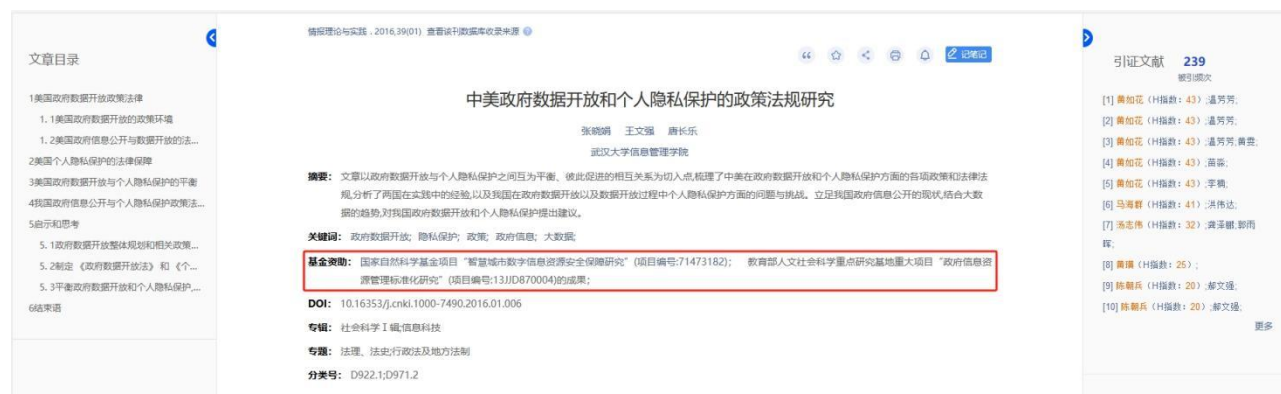 情报理论与实践 . 2016,39(01) 查看该刊数据库收录来源
记笔记
文章目录
1美国政府数据开放政策法律
1. 1美国政府数据开放的政策环境
1. 2美国政府信息公开与数据开放的法...
2美国个人隐私保护的法律保障
3美国政府数据开放与个人隐私保护的平衡
4我国政府信息公开与个人隐私保护政策法...
5启示和思考
5. 1政府数据开放整体规划和相关政策...
5. 2制定 《政府数据开放法》 和 《个...
5. 3平衡政府数据开放和个人隐私保护,...
6结束语
中美政府数据开放和个人隐私保护的政策法规研究
张晓娟 王文强 唐长乐
武汉大学信息管理学院
摘要: 文章以政府数据开放与个人隐私保护之间互为平衡、彼此促进的相互关系为切入点,梳理了中美在政府数据开放和个人隐私保护方面的各项政策和法律法
规,分析了两国在实践中的经验,以及我国在政府数据开放以及数据开放过程中个人隐私保护方面的问题与挑战。立足我国政府信息公开的现状,结合大数
据的趋势,对我国政府数据开放和个人隐私保护提出建议。
关键词: 政府数据开放; 隐私保护; 政策; 政府信息; 大数据;
基金资助: 国家自然科学基金项目“智慧城市数字信息资源安全保障研究”(项目编号:71473182); 教育部人文社会科学重点研究基地重大项目“政府信息资
源管理标准化研究”(项目编号:13JJD870004)的成果;
DOI: 10.16353/j.cnki.1000-7490.2016.01.006
专辑: 社会科学Ⅰ辑;信息科技
专题: 法理、法史;行政法及地方法制
分类号: D922.1;D971.2
引证文献 239
被引频次
[1] 黄如花（H指数: 43）;温芳芳;
[2] 黄如花（H指数: 43）;温芳芳;
[3] 黄如花（H指数: 43）;温芳芳;黄雯;
[4] 黄如花（H指数: 43）;苗淼;
[5] 黄如花（H指数: 43）;李楠;
[6] 马海群（H指数: 41）;洪伟达;
[7] 汤志伟（H指数: 32）;龚泽鹏;郭雨
晖;
[8] 黄璜（H指数: 25）;
[9] 陈朝兵（H指数: 20）;郝文强;
[10] 陈朝兵（H指数: 20）;郝文强;
更多